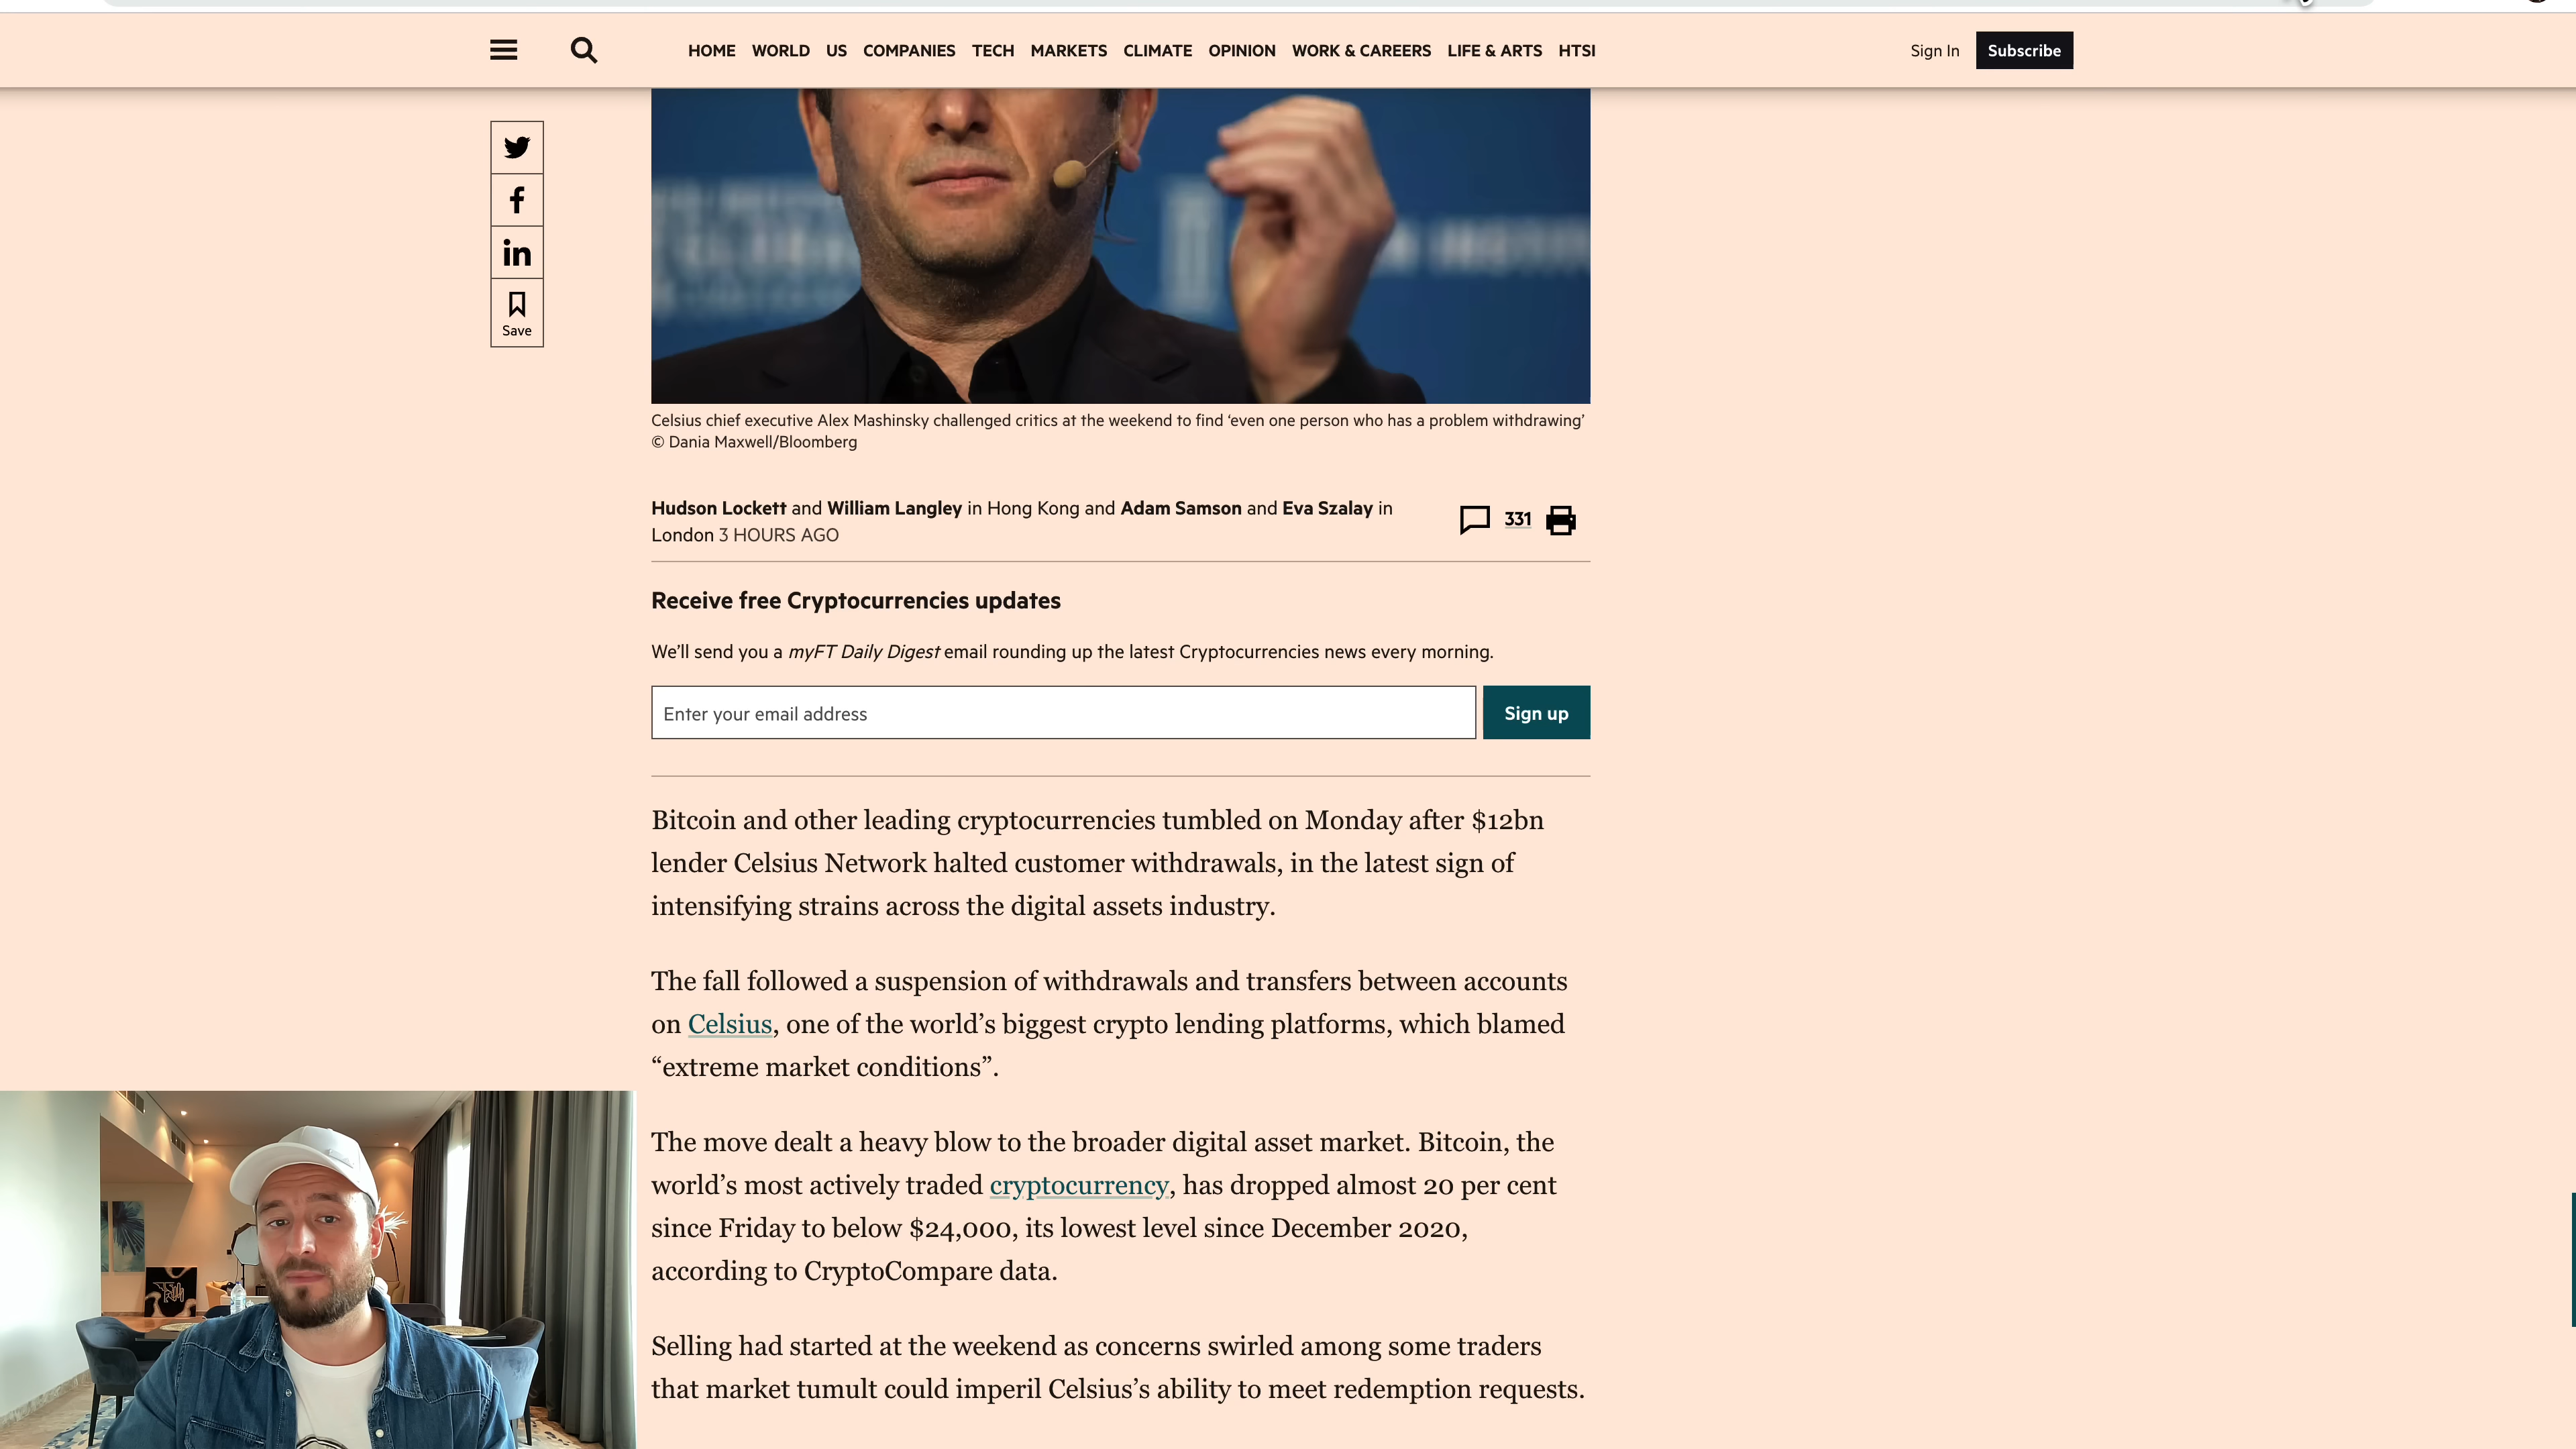 HOME WORLD US COMPANIES TECH MARKETS CLIMATE OPINION WORK & CAREERS LIFE & ARTS HTSI
Sign In Subscribe
Save
Celsius chief executive Alex Mashinsky challenged critics at the weekend to find ‘even one person who has a problem withdrawing’
© Dania Maxwell/Bloomberg
Hudson Lockett and William Langley in Hong Kong and Adam Samson and Eva Szalay in
London 3 HOURS AGO
331
Receive free Cryptocurrencies updates
We’ll send you a myFT Daily Digest email rounding up the latest Cryptocurrencies news every morning.
Enter your email address
Sign up
Bitcoin and other leading cryptocurrencies tumbled on Monday after $12bn
lender Celsius Network halted customer withdrawals, in the latest sign of
intensifying strains across the digital assets industry.
The fall followed a suspension of withdrawals and transfers between accounts
on Celsius, one of the world’s biggest crypto lending platforms, which blamed
“extreme market conditions”.
The move dealt a heavy blow to the broader digital asset market. Bitcoin, the
world’s most actively traded cryptocurrency, has dropped almost 20 per cent
since Friday to below $24,000, its lowest level since December 2020,
according to CryptoCompare data.
Selling had started at the weekend as concerns swirled among some traders
that market tumult could imperil Celsius’s ability to meet redemption requests.